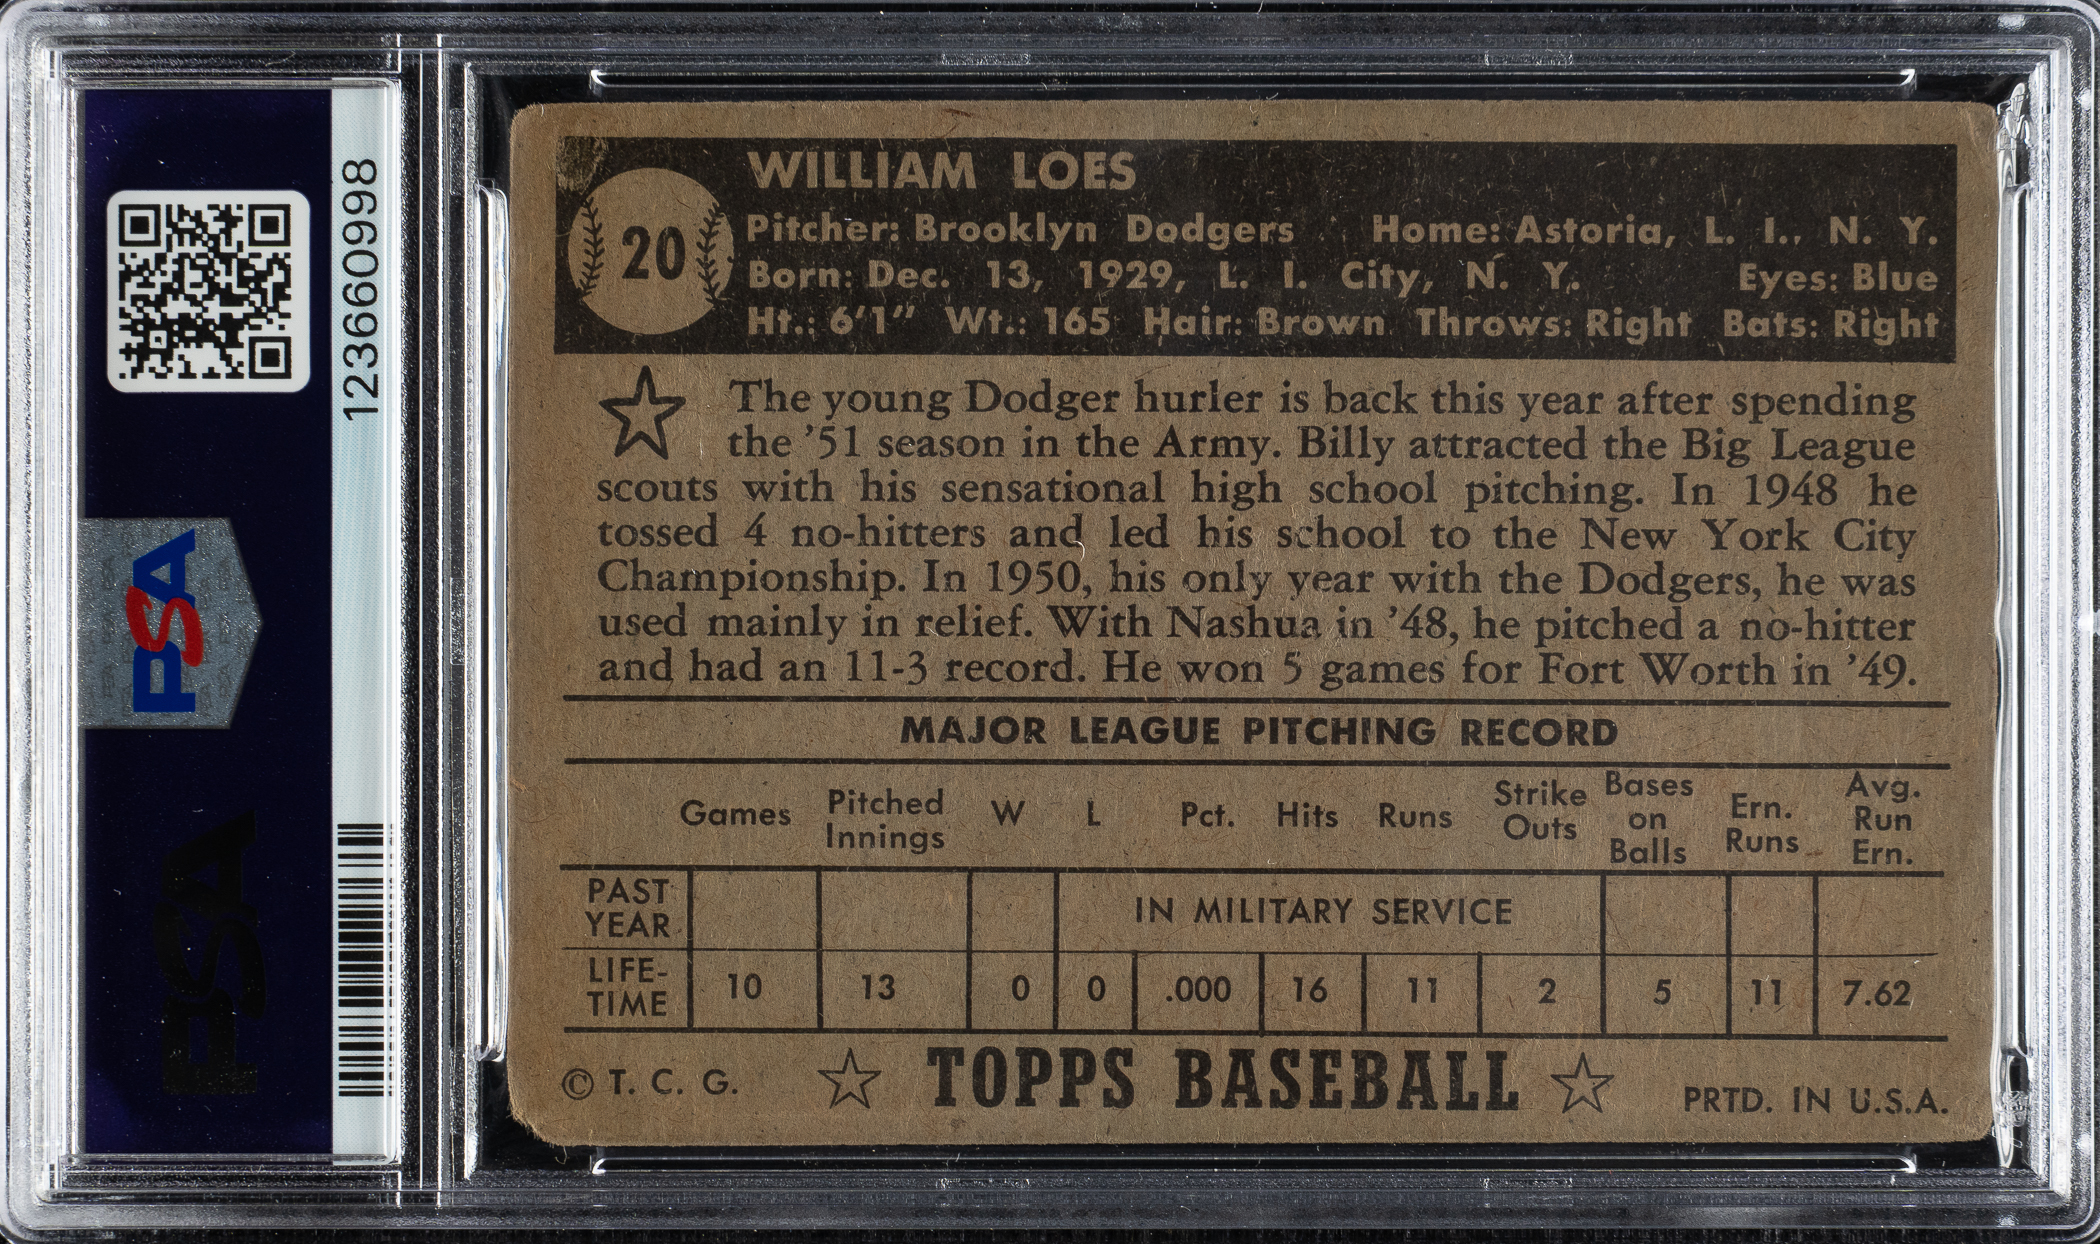 123660998
PSA
PSA
20
WILLIAM LOES
Pitcher: Brooklyn Dodgers Home: Astoria, L. I., N. Y.
Born: Dec. 13, 1929, L. I. City, N. Y. Eyes: Blue
Ht.: 6'1" Wt.: 165 Hair: Brown Throws: Right Bats: Right
The young Dodger hurler is back this year after spending
the '51 season in the Army. Billy attracted the Big League
scouts with his sensational high school pitching. In 1948 he
tossed 4 no-hitters and led his school to the New York City
Championship. In 1950, his only year with the Dodgers, he was
used mainly in relief. With Nashua in '48, he pitched a no-hitter
and had an 11-3 record. He won 5 games for Fort Worth in '49.
MAJOR LEAGUE PITCHING RECORD
Games Pitched Innings W L Pct. Hits Runs Strike Outs Bases on Balls Ern. Runs Avg. Run Ern.
PAST YEAR IN MILITARY SERVICE
LIFE-TIME 10 13 0 0 .000 16 11 2 5 11 7.62
© T. C. G. TOPPS BASEBALL PRTD. IN U.S.A.